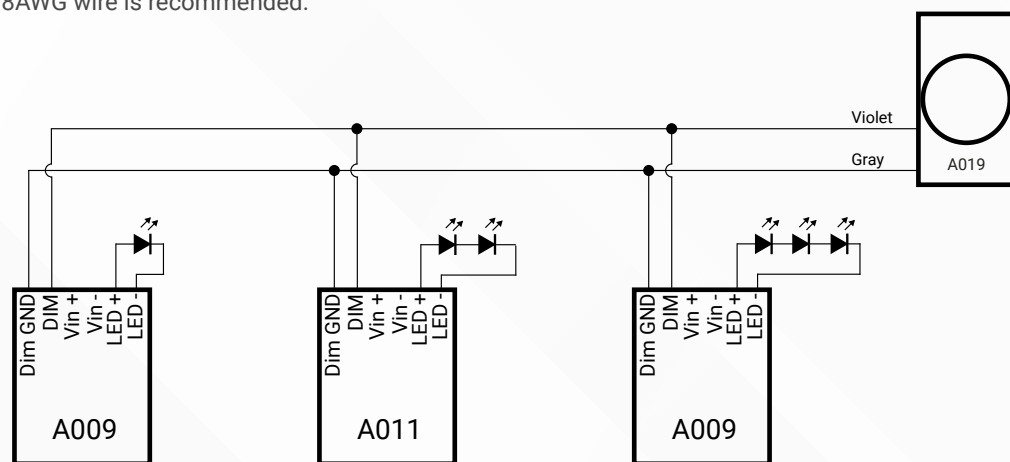 8AWG wire is recommended.
Violet
Gray
A019
Dim GND
DIM
Vin +
Vin -
LED +
LED -
A009
Dim GND
DIM
Vin +
Vin -
LED +
LED -
A011
Dim GND
DIM
Vin +
Vin -
LED +
LED -
A009